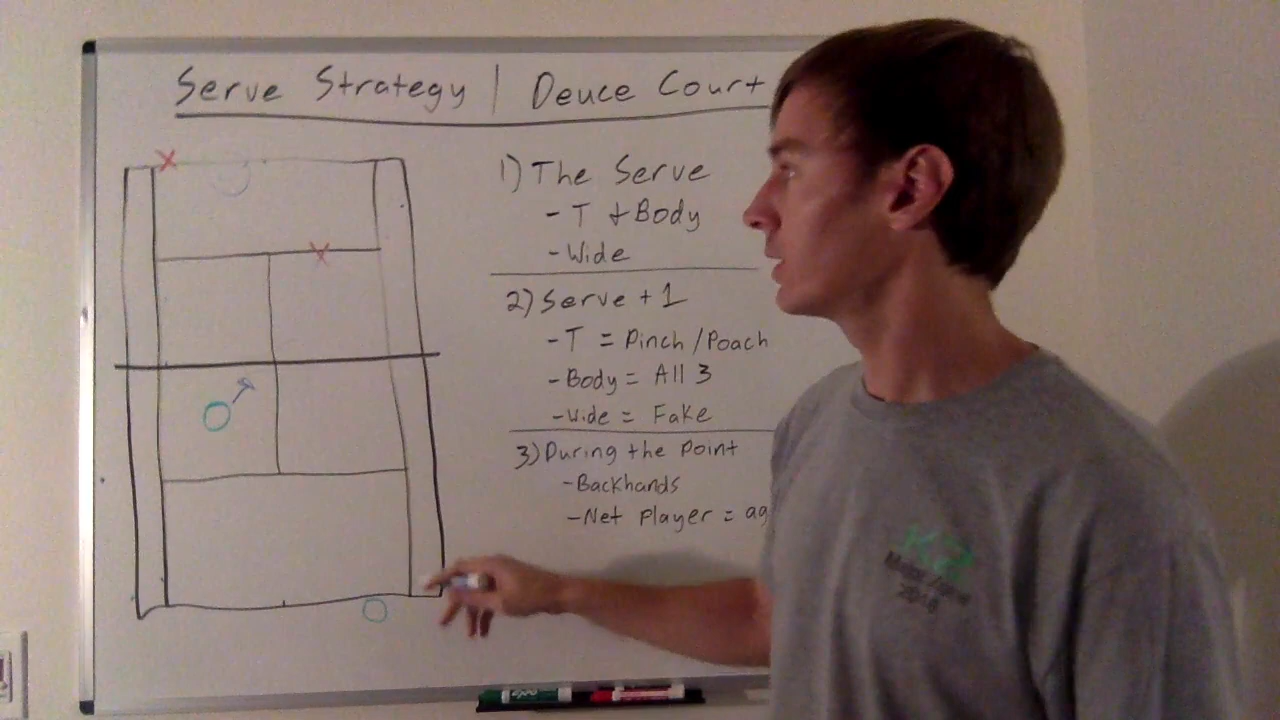 Serve Strategy | Deuce Court
1) The Serve
- T + Body
- Wide
2) Serve + 1
- T = Pinch / Poach
- Body = All 3
- Wide = Fake
3) During the Point
- Backhands
- Net Player = ag
X
X